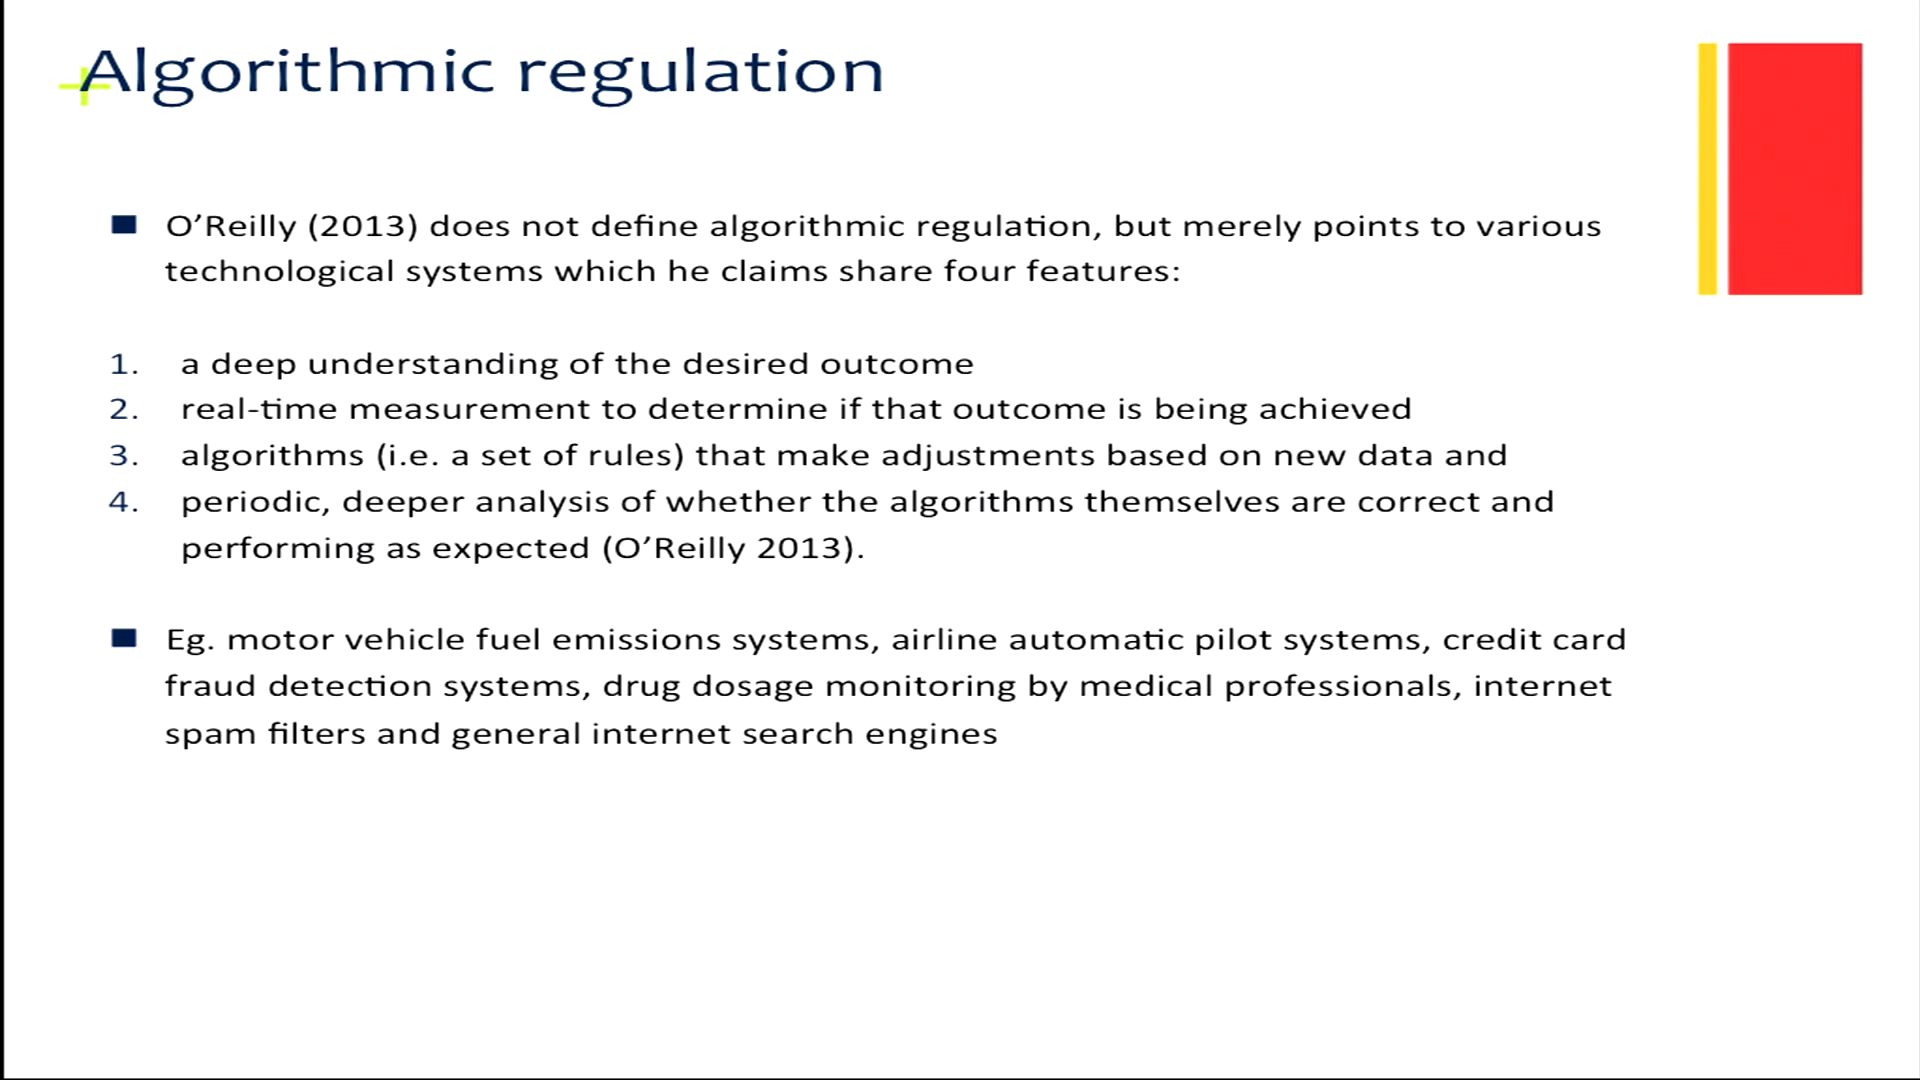 Algorithmic regulation
O’Reilly (2013) does not define algorithmic regulation, but merely points to various
technological systems which he claims share four features:
1. a deep understanding of the desired outcome
2. real-time measurement to determine if that outcome is being achieved
3. algorithms (i.e. a set of rules) that make adjustments based on new data and
4. periodic, deeper analysis of whether the algorithms themselves are correct and
performing as expected (O’Reilly 2013).
Eg. motor vehicle fuel emissions systems, airline automatic pilot systems, credit card
fraud detection systems, drug dosage monitoring by medical professionals, internet
spam filters and general internet search engines